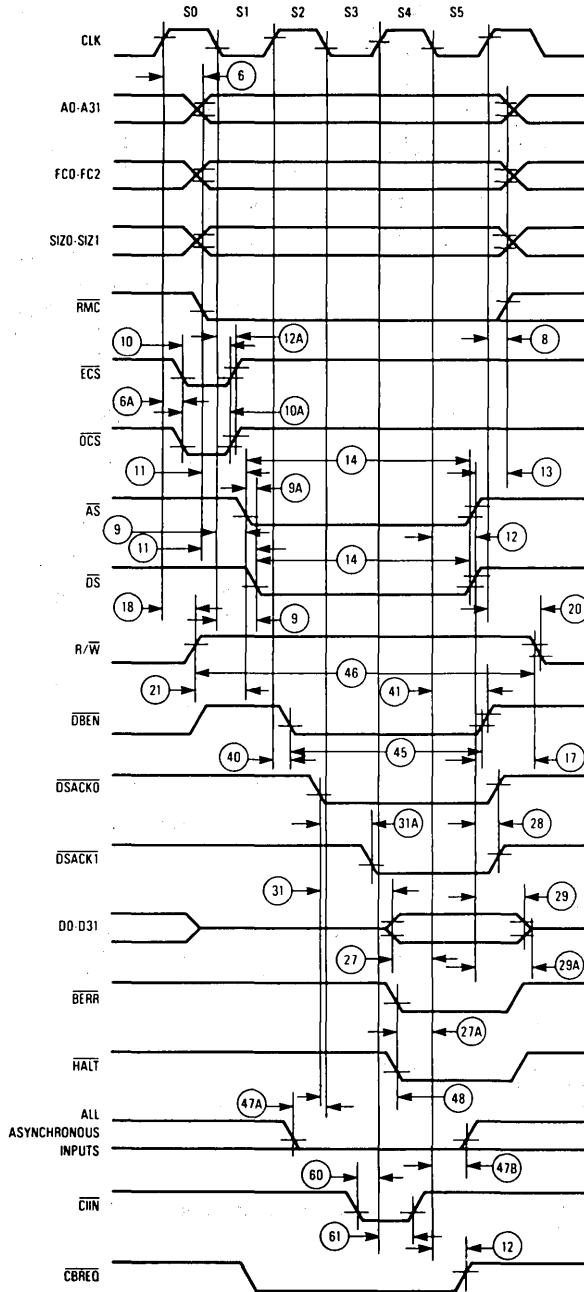 S0 S1 S2 S3 S4 S5
CLK
6
A0-A31
FC0-FC2
SIZ0-SIZ1
RMC
10 12A 8
ECS
6A 10A
OCS
11 14 13
9A
AS
9 12
11 14
DS
18 9 20
R/W
46
21 41
DBEN
40 45 17
DSACK0
31A 28
DSACK1
31 29
D0-D31
27 29A
BERR
27A
HALT
47A 48
ALL
ASYNCHRONOUS
INPUTS
60 47B
CIIN
61 12
CBREQ